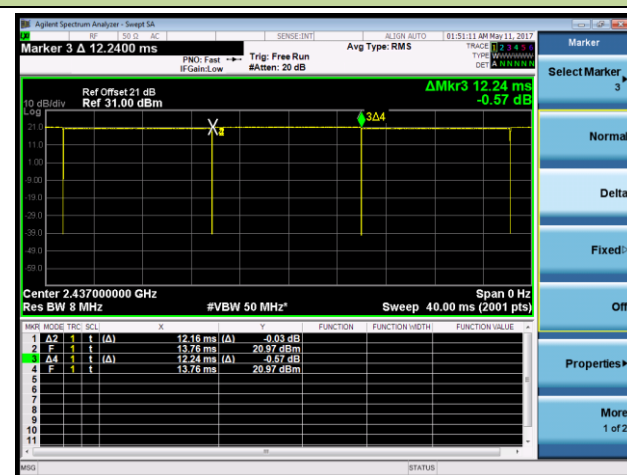 Agilent Spectrum Analyzer - Swept SA
RF 50 Ω AC SENSE:INT ALIGN AUTO 01:51:11 AM May 11, 2017
Marker 3 Δ 12.2400 ms
PNO: Fast Trig: Free Run Avg Type: RMS TRACE 1 2 3 4 5 6
TYPE WWWWWW
IFGain:Low #Atten: 20 dB DET A N N N N N
Ref Offset 21 dB ΔMkr3 12.24 ms
10 dB/div Ref 31.00 dBm -0.57 dB
Log
21.0
11.0
1.00
-9.00
-19.0
-29.0
-39.0
-49.0
-59.0
3Δ4
Center 2.437000000 GHz Span 0 Hz
Res BW 8 MHz #VBW 50 MHz* Sweep 40.00 ms (2001 pts)
MKR MODE TRC SCL X Y FUNCTION FUNCTION WIDTH FUNCTION VALUE
1 Δ2 1 t (Δ) 12.16 ms (Δ) -0.03 dB
2 F 1 t 13.76 ms 20.97 dBm
3 Δ4 1 t (Δ) 12.24 ms (Δ) -0.57 dB
4 F 1 t 13.76 ms 20.97 dBm
5
6
7
8
9
10
11
MSG STATUS
Marker
Select Marker
3
Normal
Delta
Fixed
Off
Properties
More
1 of 2